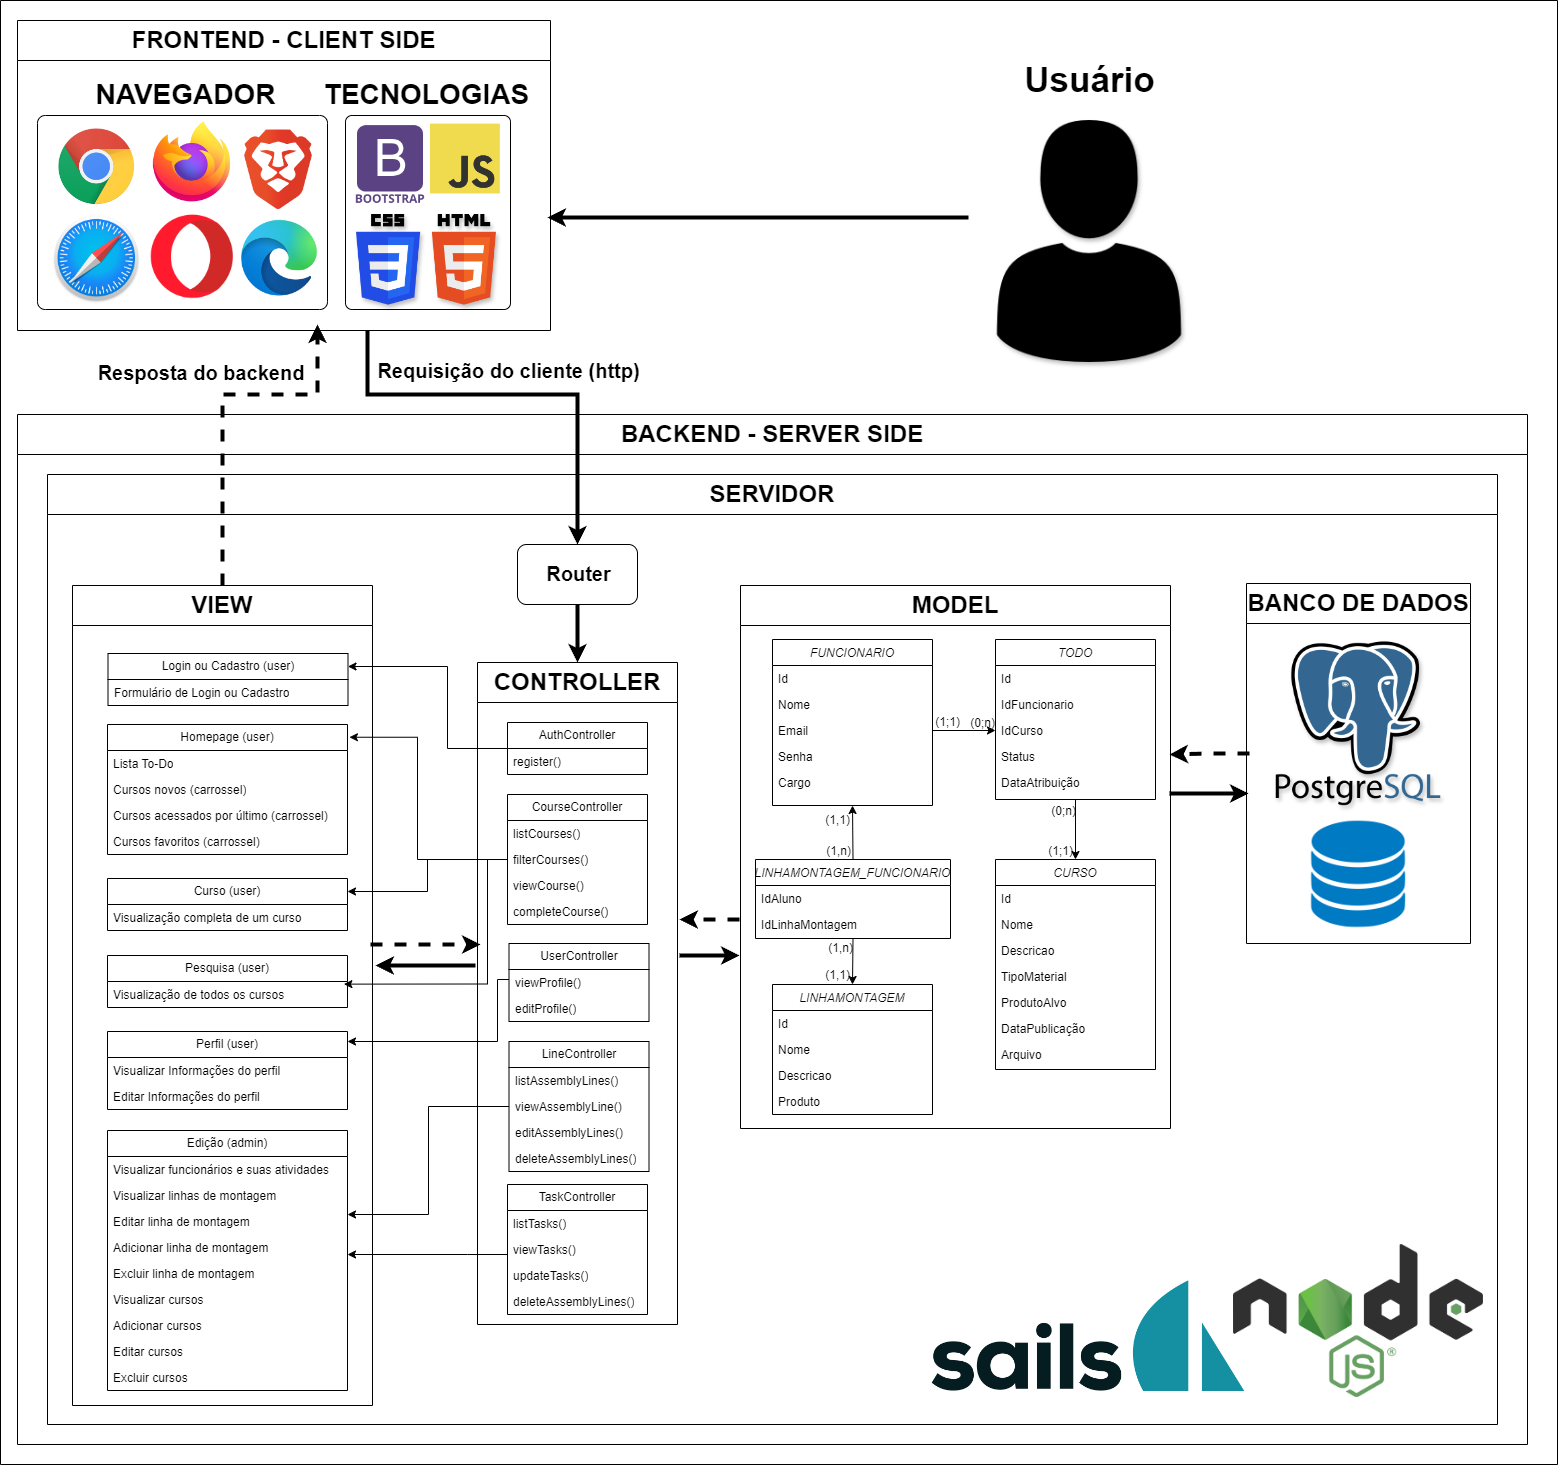 FRONTEND - CLIENT SIDE
NAVEGADOR
TECNOLOGIAS
B
BOOTSTRAP
JS
CSS
3
HTML
5
Usuário
Resposta do backend
Requisição do cliente (http)
BACKEND - SERVER SIDE
SERVIDOR
Router
VIEW
Login ou Cadastro (user)
Formulário de Login ou Cadastro
Homepage (user)
Lista To-Do
Cursos novos (carrossel)
Cursos acessados por último (carrossel)
Cursos favoritos (carrossel)
Curso (user)
Visualização completa de um curso
Pesquisa (user)
Visualização de todos os cursos
Perfil (user)
Visualizar Informações do perfil
Editar Informações do perfil
Edição (admin)
Visualizar funcionários e suas atividades
Visualizar linhas de montagem
Editar linha de montagem
Adicionar linha de montagem
Excluir linha de montagem
Visualizar cursos
Adicionar cursos
Editar cursos
Excluir cursos
CONTROLLER
AuthController
register()
CourseController
listCourses()
filterCourses()
viewCourse()
completeCourse()
UserController
viewProfile()
editProfile()
LineController
listAssemblyLines()
viewAssemblyLine()
editAssemblyLines()
deleteAssemblyLines()
TaskController
listTasks()
viewTasks()
updateTasks()
deleteAssemblyLines()
MODEL
FUNCIONARIO
Id
Nome
Email
Senha
Cargo
(1;1)
(0;n)
TODO
Id
IdFuncionario
IdCurso
Status
DataAtribuição
(1,1)
(1,n)
(0;n)
(1;1)
LINHAMONTAGEM_FUNCIONARIO
IdAluno
IdLinhaMontagem
(1,n)
(1,1)
LINHAMONTAGEM
Id
Nome
Descricao
Produto
CURSO
Id
Nome
Descricao
TipoMaterial
ProdutoAlvo
DataPublicação
Arquivo
BANCO DE DADOS
PostgreSQL
sails
node
JS®